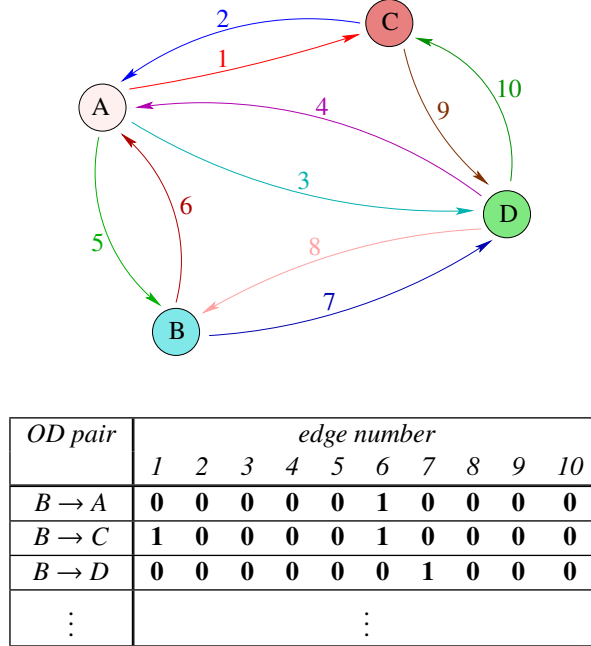 2
C
1
A
9
10
4
3
6
D
5
8
7
B
OD pair edge number
1 2 3 4 5 6 7 8 9 10
B → A 0 0 0 0 0 1 0 0 0 0
B → C 1 0 0 0 0 1 0 0 0 0
B → D 0 0 0 0 0 0 1 0 0 0
⋮ ⋮